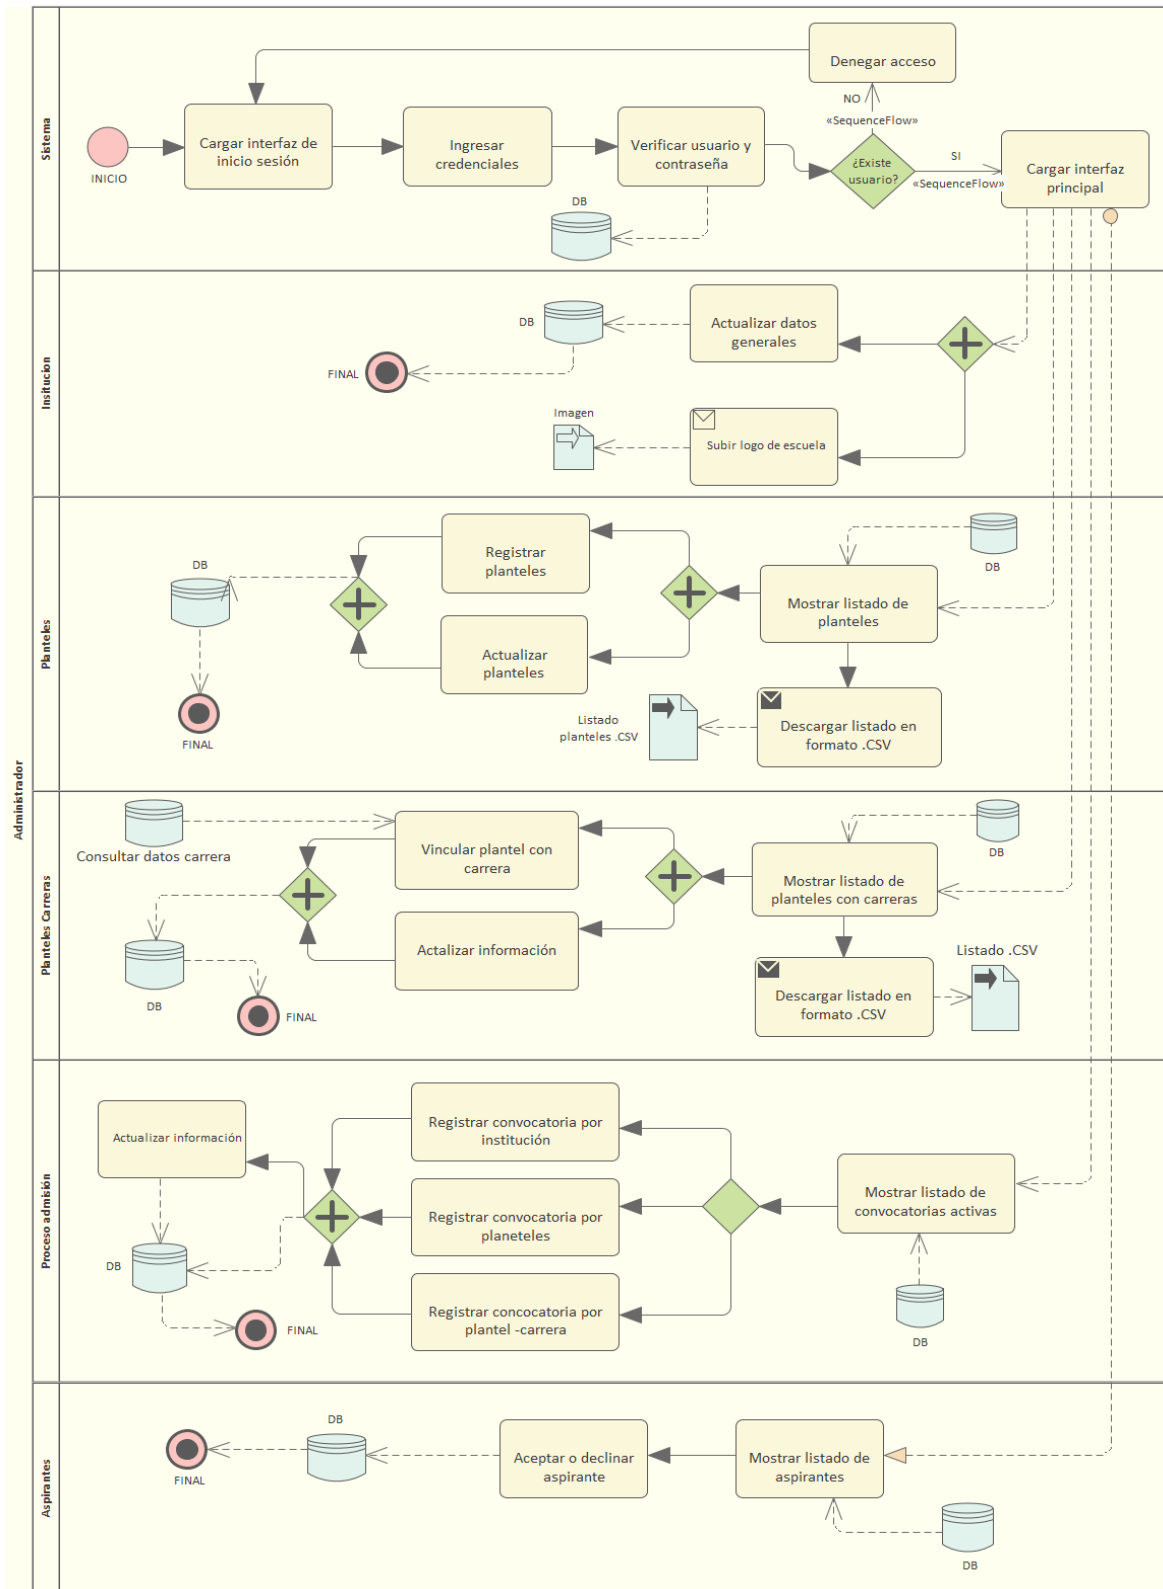 Administrador
Sistema
Denegar acceso
NO
«SequenceFlow»
INICIO
Cargar interfaz de
inicio sesión
Ingresar
credenciales
Verificar usuario y
contraseña
¿Existe
usuario?
SI
«SequenceFlow»
Cargar interfaz
principal
DB
Insitucion
DB
Actualizar datos
generales
FINAL
Imagen
Subir logo de escuela
Planteles
DB
Registrar
planteles
DB
Mostrar listado de
planteles
Actualizar
planteles
FINAL
Listado
planteles .CSV
Descargar listado en
formato .CSV
Planteles Carreras
Consultar datos carrera
Vincular plantel con
carrera
DB
Mostrar listado de
planteles con carreras
Actalizar información
DB
FINAL
Descargar listado en
formato .CSV
Listado .CSV
Proceso admisión
Actualizar información
Registrar convocatoria por
institución
Registrar convocatoria por
planeteles
Registrar concocatoria por
plantel -carrera
Mostrar listado de
convocatorias activas
DB
FINAL
DB
Aspirantes
FINAL
DB
Aceptar o declinar
aspirante
Mostrar listado de
aspirantes
DB